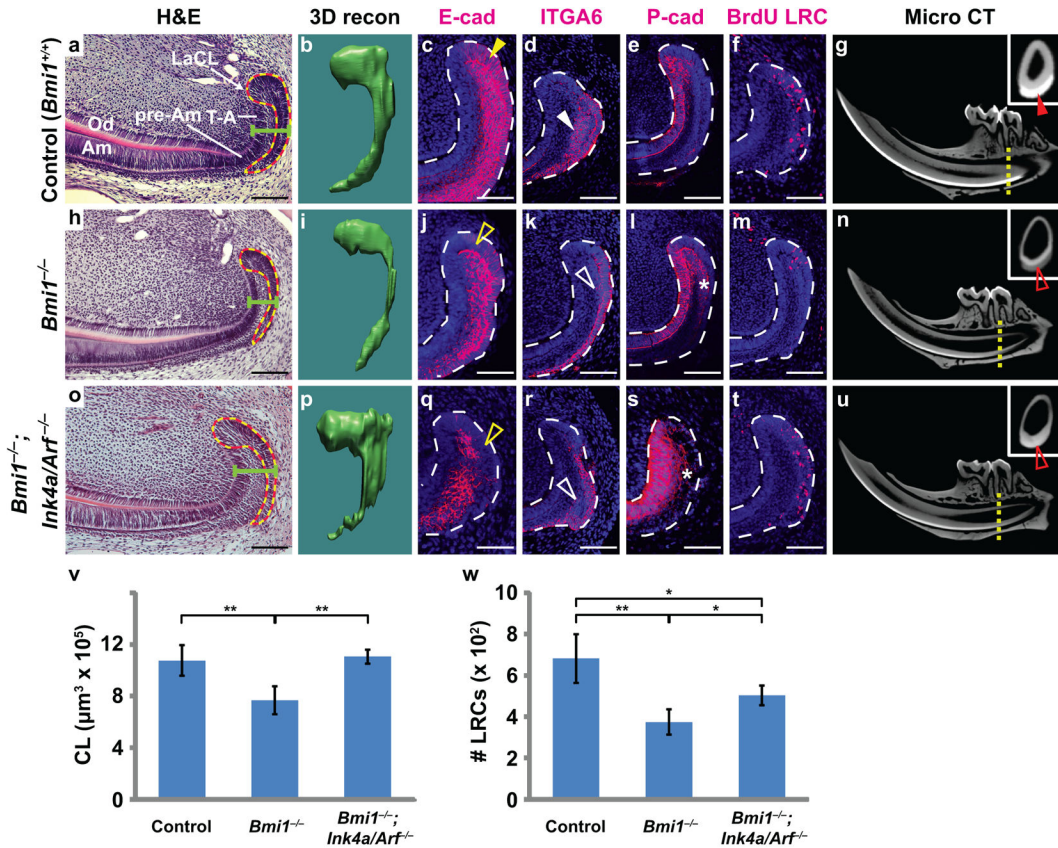 H&E 3D recon E-cad ITGA6 P-cad BrdU LRC Micro CT
Control (Bmi1+/+)
a b c d e f g
LaCL
pre-Am T-A
Od
Am
Bmi1–/–
h i j k l m n
*
Bmi1–/–;
Ink4a/Arf–/–
o p q r s t u
*
v w
CL (µm³ x 10⁵)
12
8
4
0
** **
Control Bmi1–/– Bmi1–/–;
Ink4a/Arf–/–
# LRCs (x 10²)
10
8
6
4
2
0
*
** *
Control Bmi1–/– Bmi1–/–;
Ink4a/Arf–/–